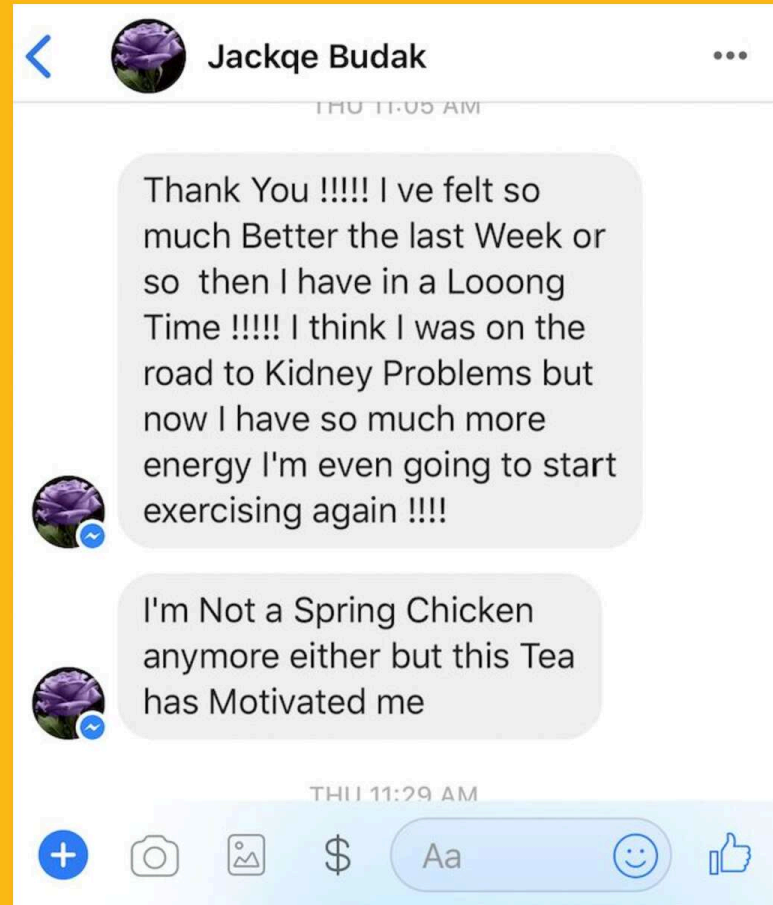 Jackqe Budak
THU 11:05 AM
Thank You !!!!! I ve felt so
much Better the last Week or
so then I have in a Looong
Time !!!!! I think I was on the
road to Kidney Problems but
now I have so much more
energy I'm even going to start
exercising again !!!!
I'm Not a Spring Chicken
anymore either but this Tea
has Motivated me
THU 11:29 AM
$ Aa